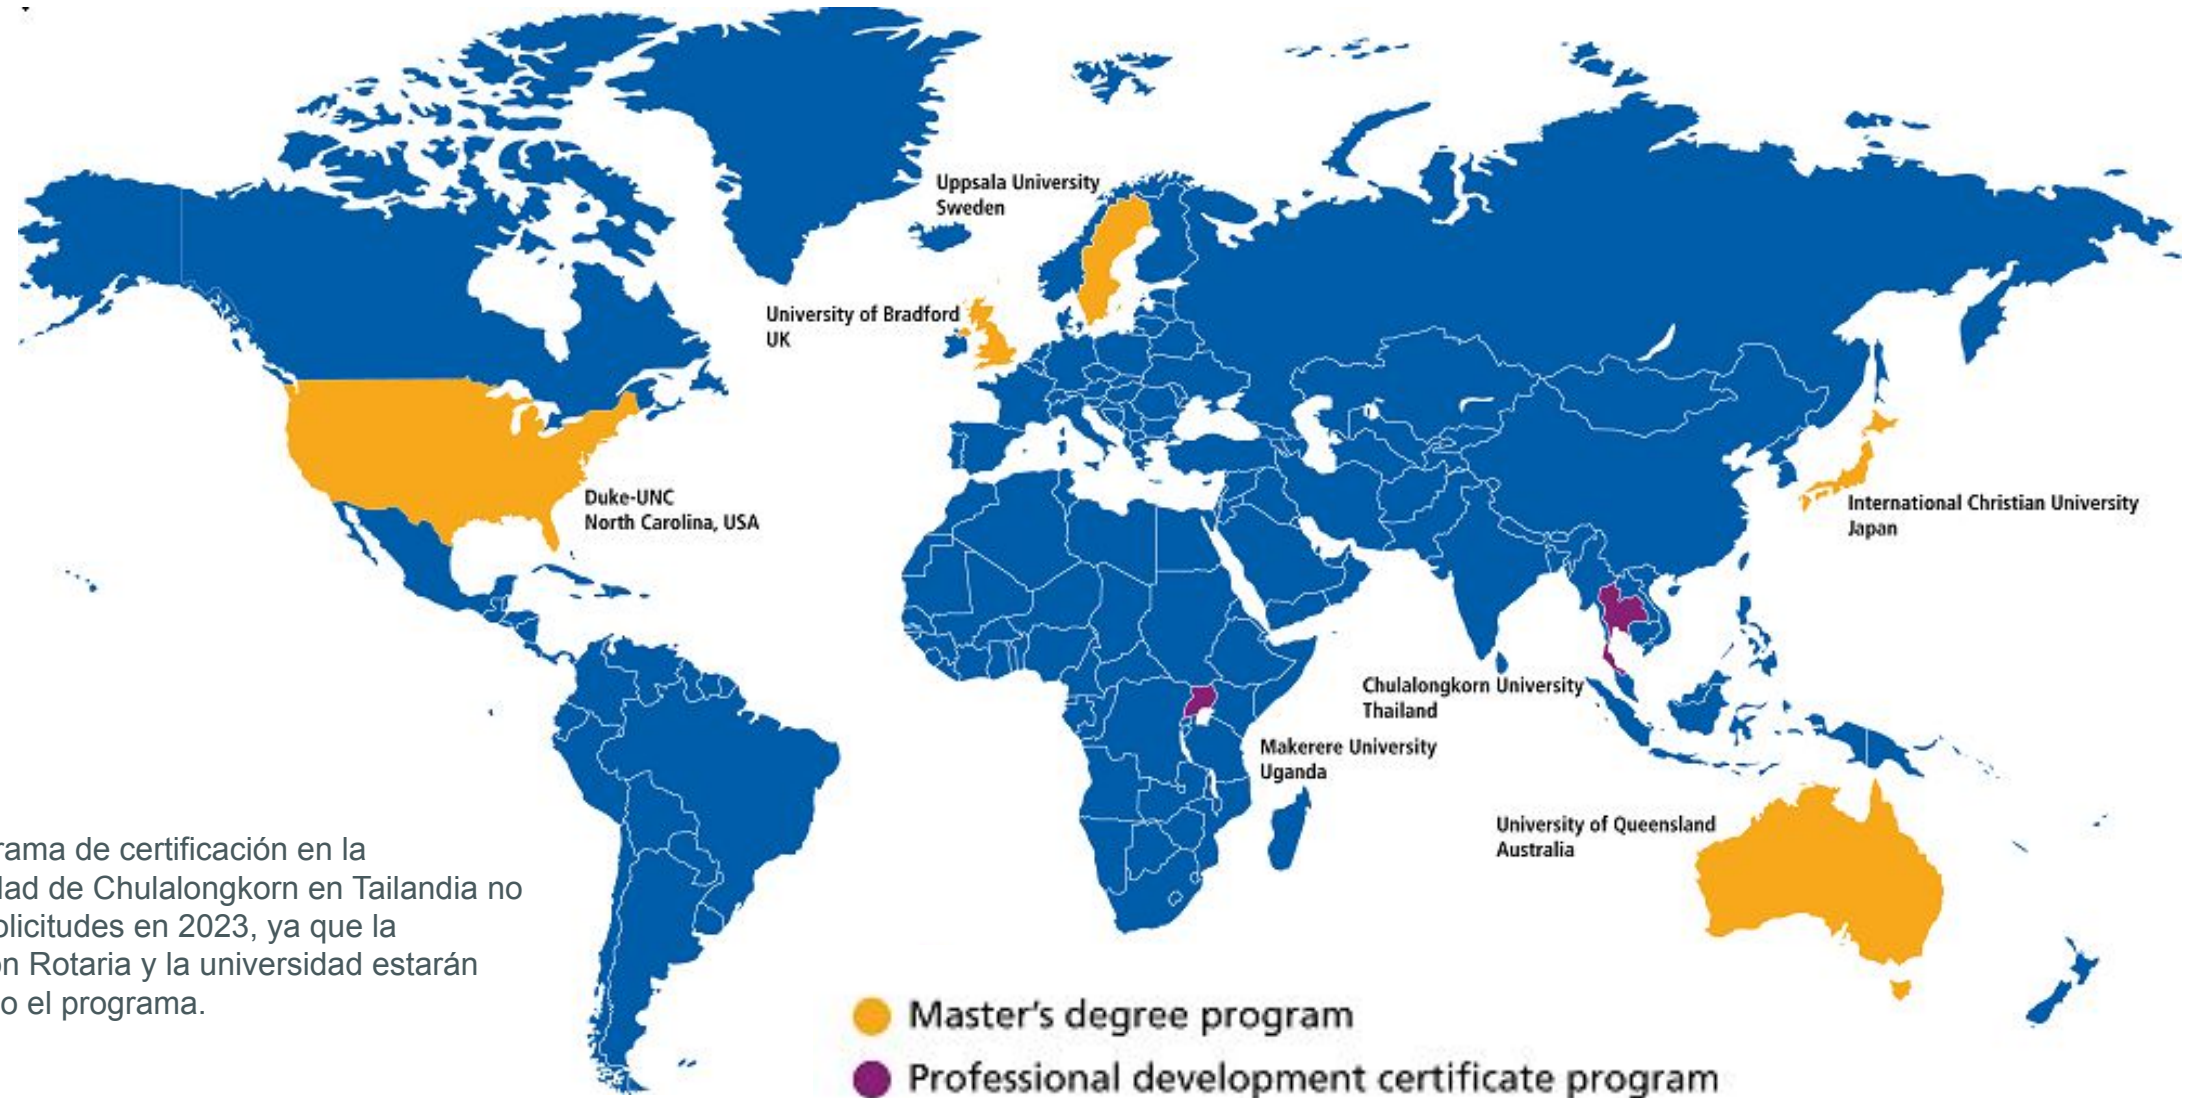 Uppsala University
Sweden
University of Bradford
UK
Duke-UNC
North Carolina, USA
International Christian University
Japan
Chulalongkorn University
Thailand
Makerere University
Uganda
University of Queensland
Australia
rama de certificación en la
dad de Chulalongkorn en Tailandia no
olicitudes en 2023, ya que la
ón Rotaria y la universidad estarán
o el programa.
Master's degree program
Professional development certificate program